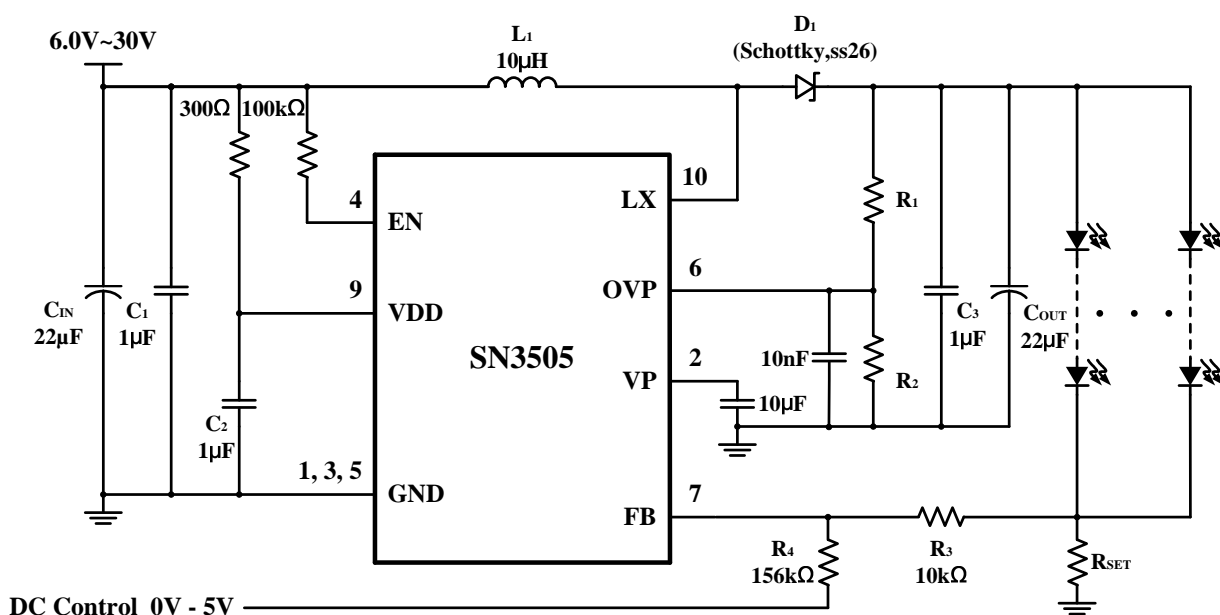 6.0V~30V
L1
10µH
D1
(Schottky,ss26)
300Ω 100kΩ
4
EN
10
LX
R1
6
OVP
9
VDD
CIN
22µF
C1
1µF
C3
1µF
COUT
22µF
SN3505
10nF
R2
2
VP
10µF
C2
1µF
1, 3, 5
GND
7
FB
R4
156kΩ
R3
10kΩ
RSET
DC Control 0V - 5V